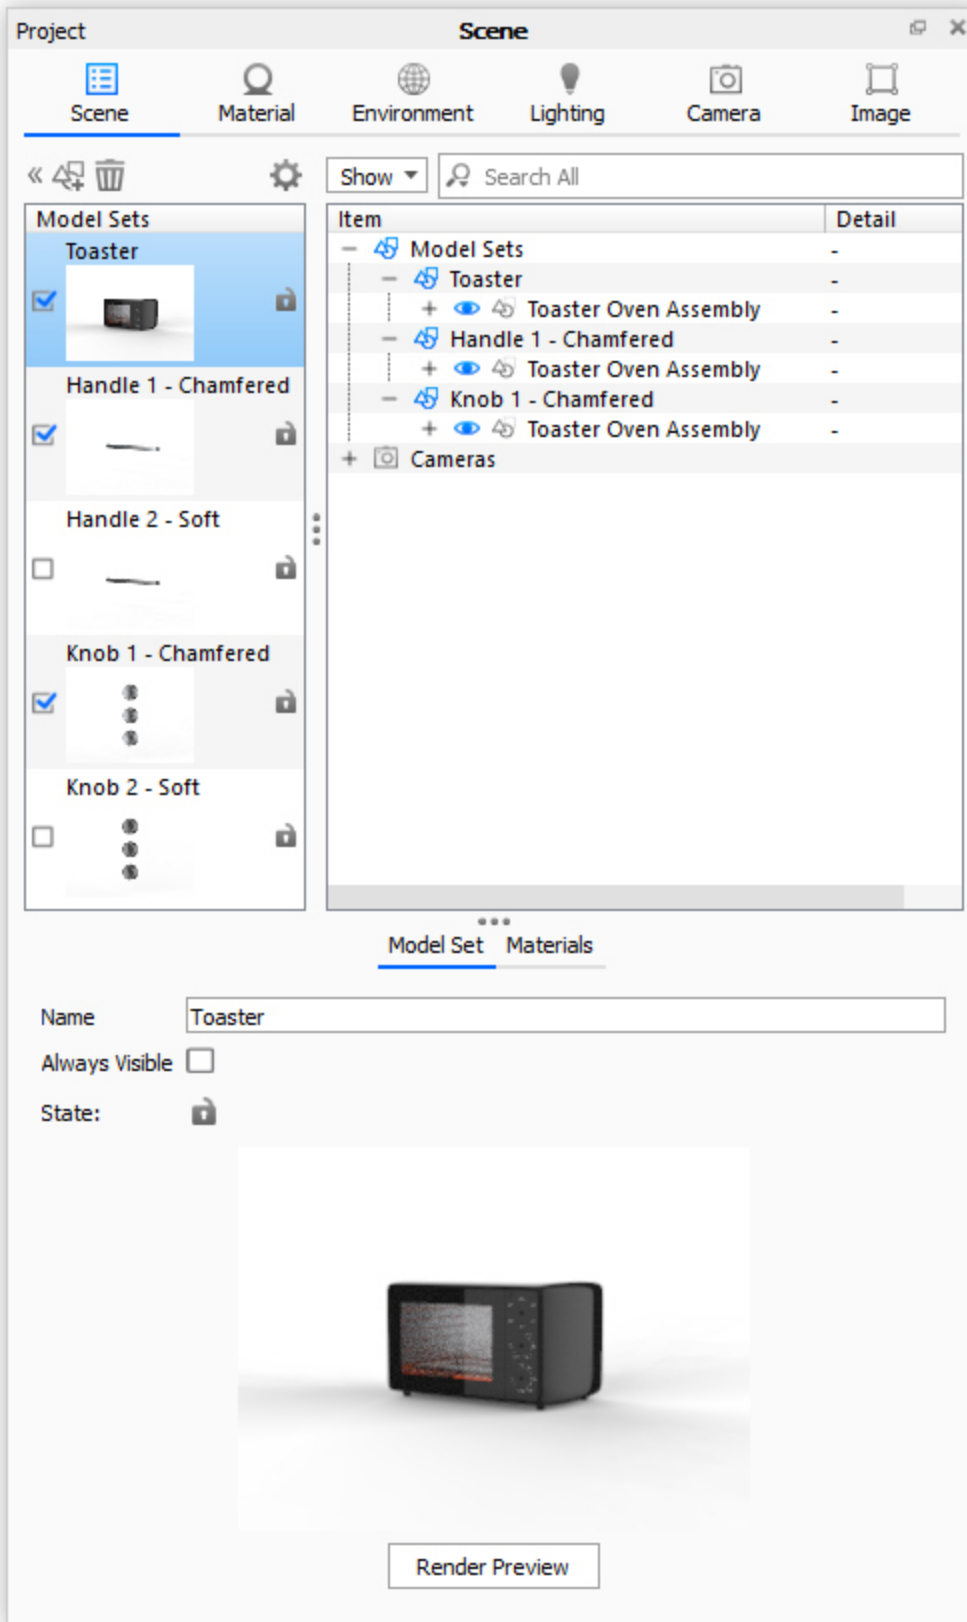 Project
Scene
Scene
Material
Environment
Lighting
Camera
Image
Show
Search All
Model Sets
Toaster
Handle 1 - Chamfered
Handle 2 - Soft
Knob 1 - Chamfered
Knob 2 - Soft
Item
Detail
Model Sets
-
Toaster
-
Toaster Oven Assembly
-
Handle 1 - Chamfered
-
Toaster Oven Assembly
-
Knob 1 - Chamfered
-
Toaster Oven Assembly
-
Cameras
Model Set
Materials
Name
Toaster
Always Visible
State:
Render Preview